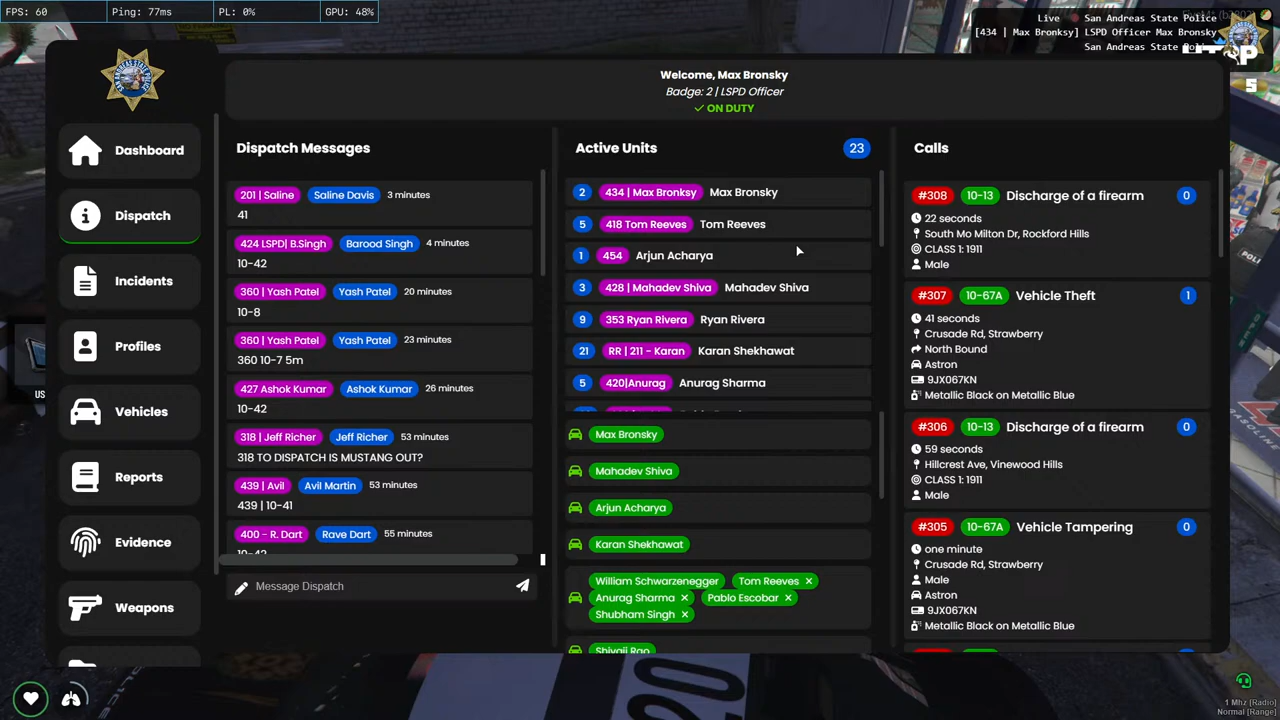 FPS: 60
Ping: 77ms
PL: 0%
GPU: 48%
Live
San Andreas State Police
[434 | Max Bronksy] LSPD Officer Max Bronsky
San Andreas State
Welcome, Max Bronsky
Badge: 2 | LSPD Officer
ON DUTY
Dashboard
Dispatch
Incidents
Profiles
Vehicles
Reports
Evidence
Weapons
Dispatch Messages
201 | Saline Saline Davis 3 minutes
41
424 LSPD| B.Singh Barood Singh 4 minutes
10-42
360 | Yash Patel Yash Patel 20 minutes
10-8
360 | Yash Patel Yash Patel 23 minutes
360 10-7 5m
427 Ashok Kumar Ashok Kumar 26 minutes
10-42
318 | Jeff Richer Jeff Richer 53 minutes
318 TO DISPATCH IS MUSTANG OUT?
439 | Avil Avil Martin 53 minutes
439 | 10-41
400 - R. Dart Rave Dart 55 minutes
10-42
Message Dispatch
Active Units 23
2 434 | Max Bronksy Max Bronsky
5 418 Tom Reeves Tom Reeves
1 454 Arjun Acharya
3 428 | Mahadev Shiva Mahadev Shiva
9 353 Ryan Rivera Ryan Rivera
21 RR | 211 - Karan Karan Shekhawat
5 420|Anurag Anurag Sharma
Max Bronsky
Mahadev Shiva
Arjun Acharya
Karan Shekhawat
William Schwarzenegger Tom Reeves ×
Anurag Sharma × Pablo Escobar ×
Shubham Singh ×
Shivaji Rao
Calls
#308 10-13 Discharge of a firearm 0
22 seconds
South Mo Milton Dr, Rockford Hills
CLASS 1: 1911
Male
#307 10-67A Vehicle Theft 1
41 seconds
Crusade Rd, Strawberry
North Bound
Astron
9JX067KN
Metallic Black on Metallic Blue
#306 10-13 Discharge of a firearm 0
59 seconds
Hillcrest Ave, Vinewood Hills
CLASS 1: 1911
Male
#305 10-67A Vehicle Tampering 0
one minute
Crusade Rd, Strawberry
Male
Astron
9JX067KN
Metallic Black on Metallic Blue
US
20
GASOLINE
1 Mhz [Radio]
Normal [Range]